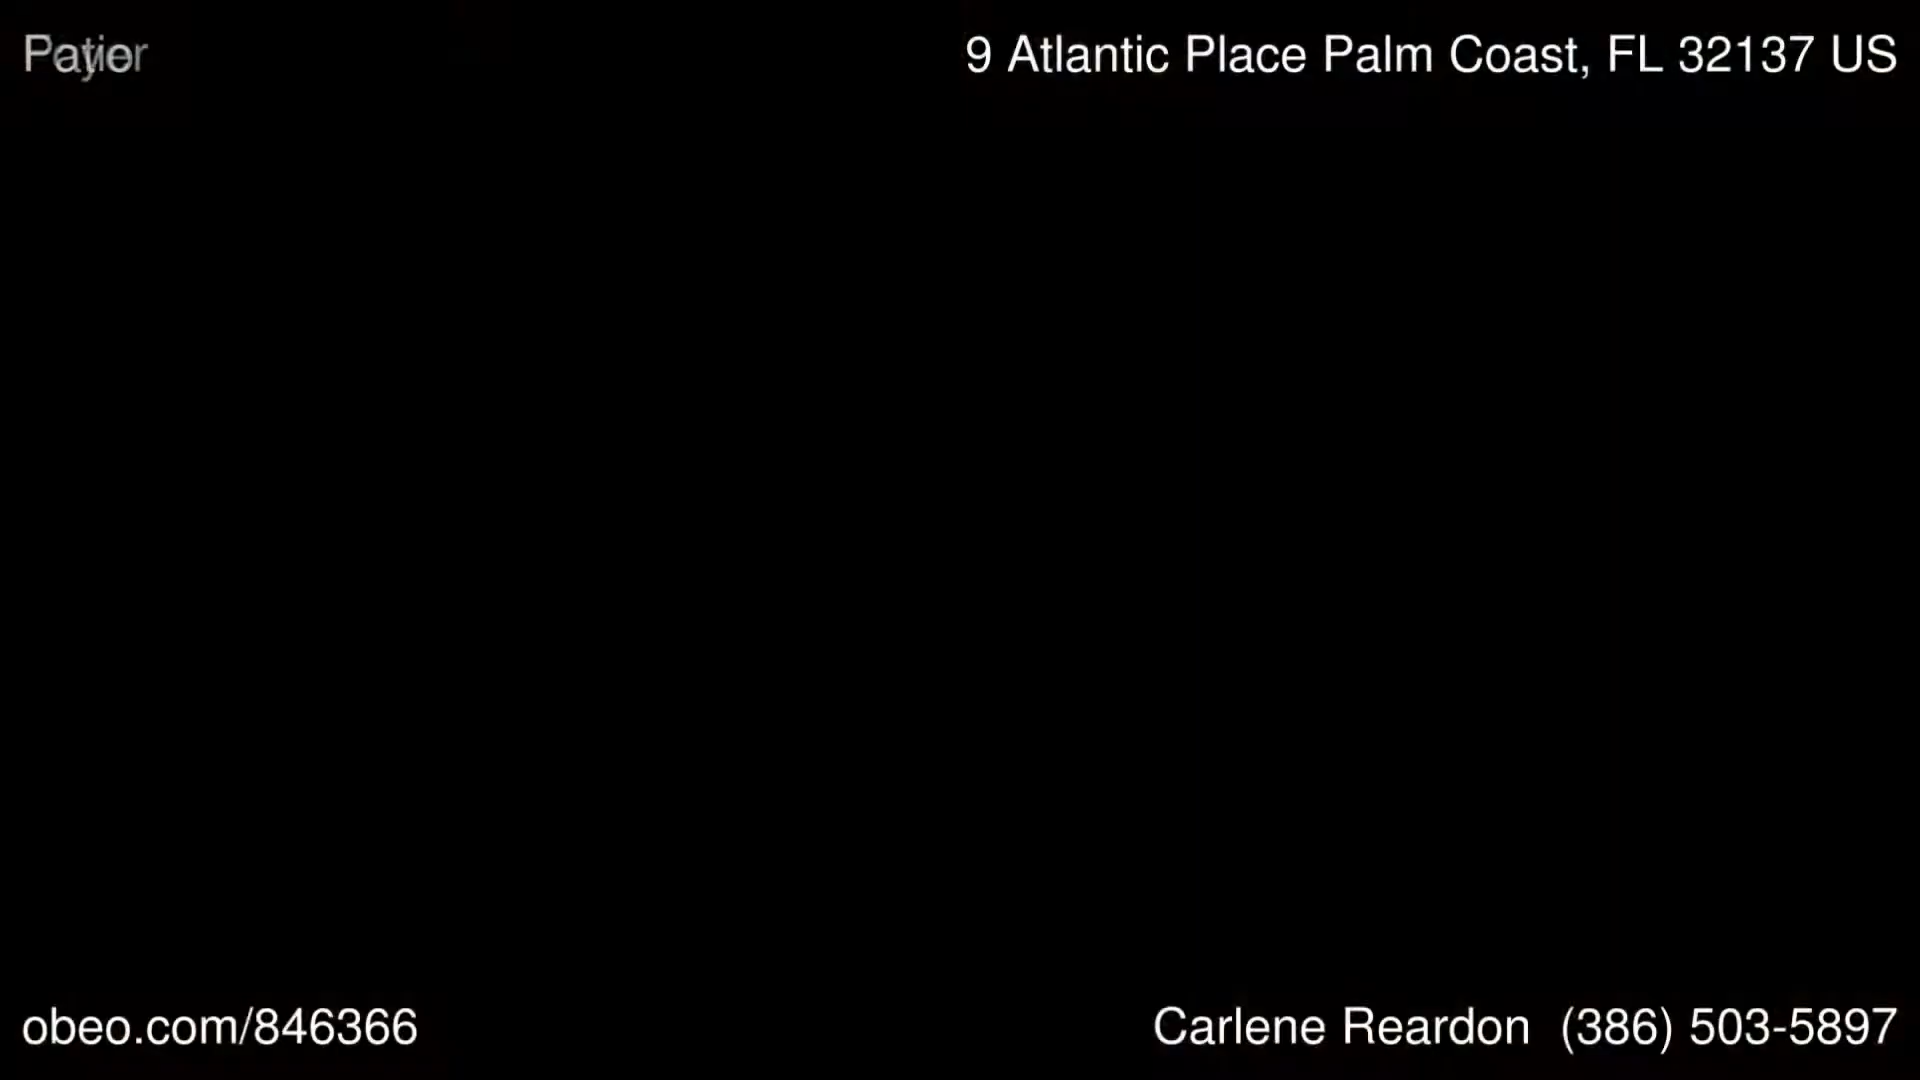 9 Atlantic Place Palm Coast, FL 32137 US
obeo.com/846366
Carlene Reardon (386) 503-5897